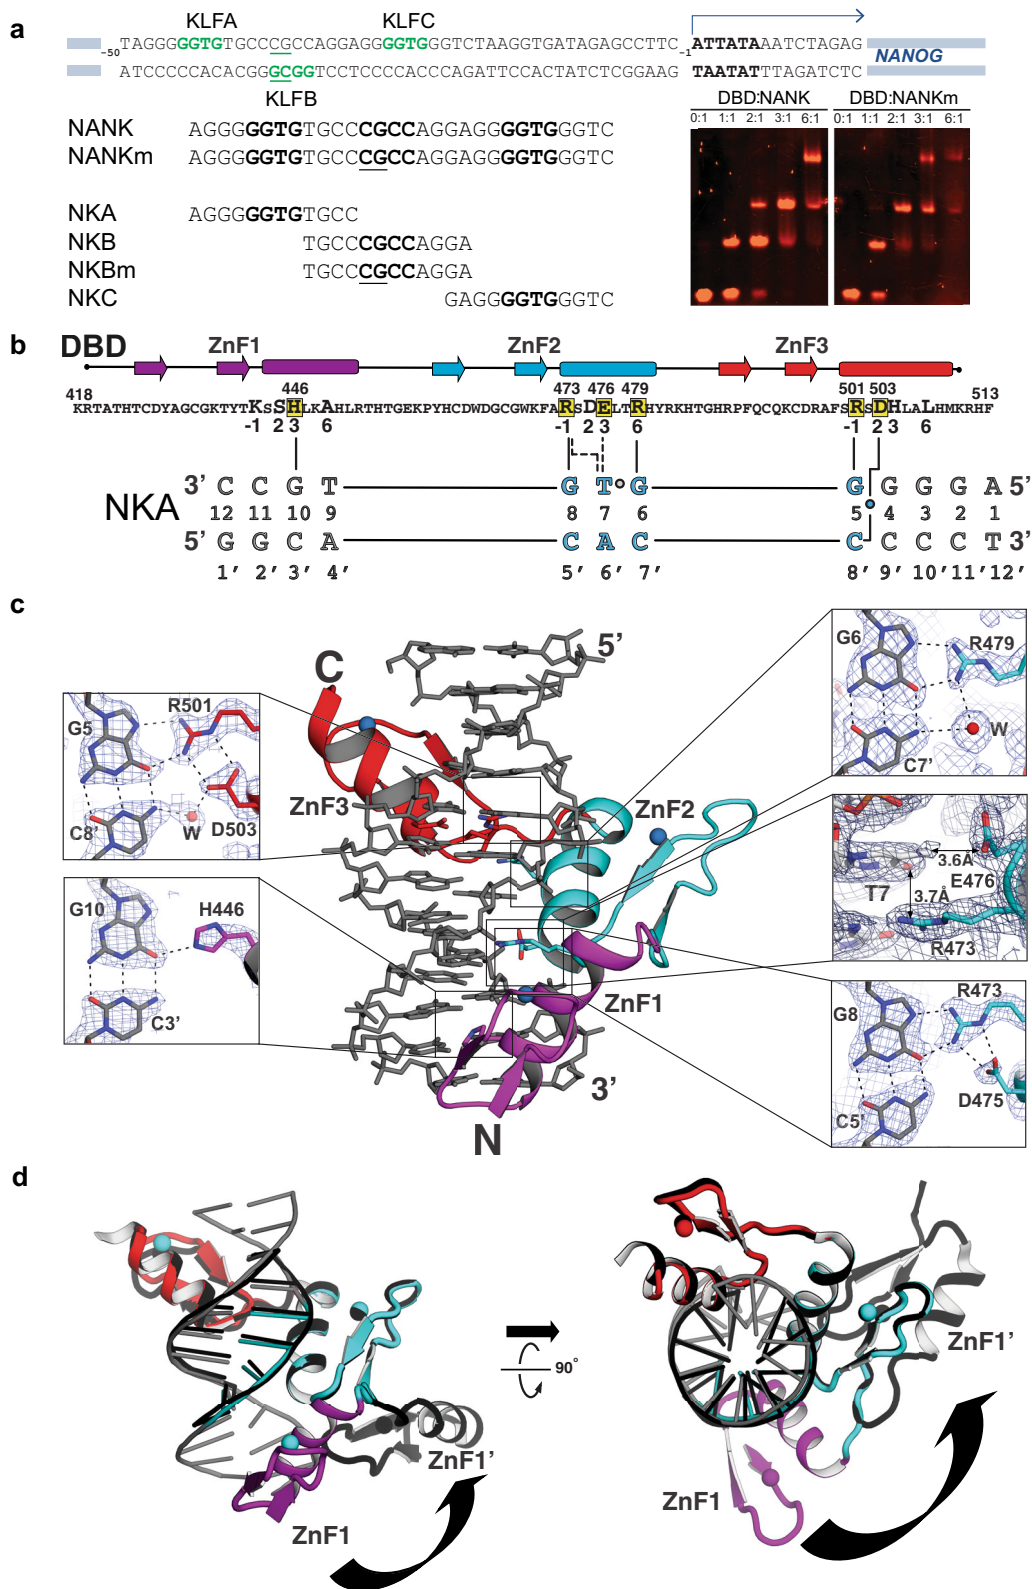 a
KLFA KLFC
-50 TAGGGGGTGTGCCCGCCAGGAGGGGTGGGTCTAAGGTGATAGAGCCTTC -1 ATTATAAATCTAGAG
NANOG
ATCCCCCACACGGGCGGTCCTCCCCACCCAGATTCCACTATCTCGGAAG TAATATTTAGATCTC
KLFB
DBD:NANK DBD:NANKm
0:1 1:1 2:1 3:1 6:1 0:1 1:1 2:1 3:1 6:1
NANK AGGGGGTGTGCCCGCCAGGAGGGGTGGGTC
NANKm AGGGGGTGTGCCCGCCAGGAGGGGTGGGTC
NKA AGGGGGTGTGCC
NKB TGCCCGCCAGGA
NKBm TGCCCGCCAGGA
NKC GAGGGGTGGGTC
b
DBD ZnF1 ZnF2 ZnF3
418 446 473 476 479 501 503 513
KRTATHTCDYAGCGKTYTKSSHLKAHLRTHTGEKPYHCDWDGCGWKFARSDELTRHYRKHTGHRPFQCQKCDRAFSRSDHLALHMKRHF
-1 2 3 6 -1 2 3 6 -1 2 3 6
NKA
3’ C C G T G T G G G G G A 5’
12 11 10 9 8 7 6 5 4 3 2 1
5’ G G C A C A C C C C C T 3’
1’ 2’ 3’ 4’ 5’ 6’ 7’ 8’ 9’ 10’ 11’ 12’
c
5’
C
ZnF3
ZnF2
ZnF1
3’
N
G5 R501
C8’ W D503
G10 H446
C3’
G6 R479
W
C7’
3.6Å
T7 E476
3.7Å
R473
R473
G8
D475
C5’
d
ZnF1’
ZnF1
90°
ZnF1’
ZnF1